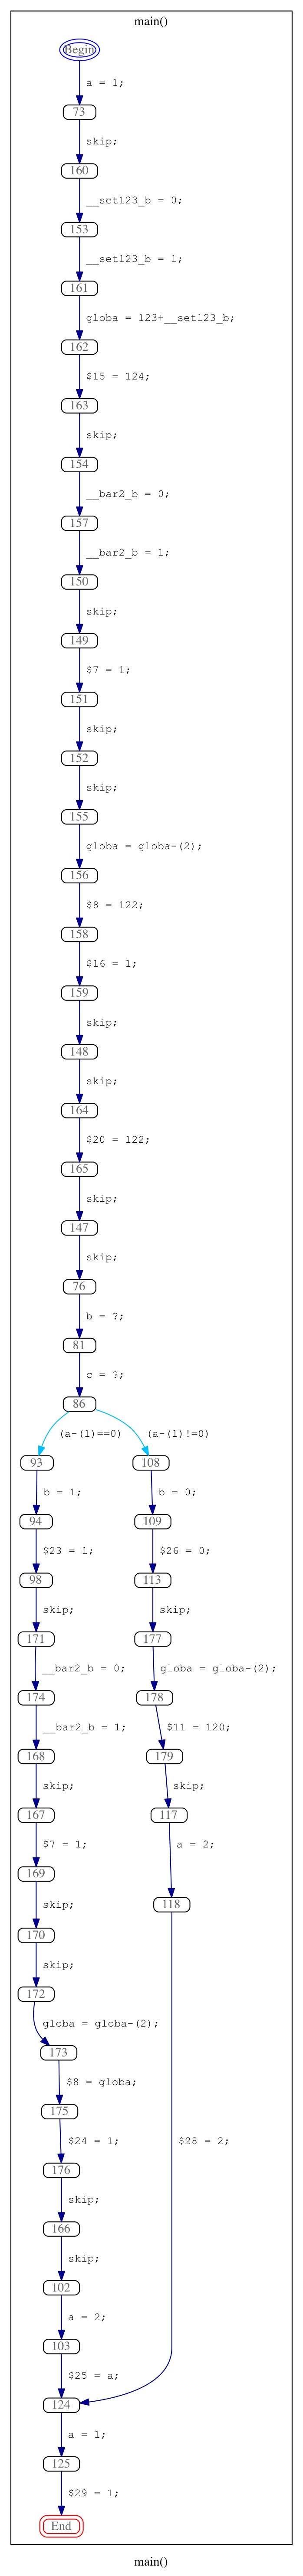 main()
Begin
a = 1;
73
skip;
160
__set123_b = 0;
153
__set123_b = 1;
161
globa = 123+__set123_b;
162
$15 = 124;
163
skip;
154
__bar2_b = 0;
157
__bar2_b = 1;
150
skip;
149
$7 = 1;
151
skip;
152
skip;
155
globa = globa-(2);
156
$8 = 122;
158
$16 = 1;
159
skip;
148
skip;
164
$20 = 122;
165
skip;
147
skip;
76
b = ?;
81
c = ?;
86
(a-(1)==0) (a-(1)!=0)
93 108
b = 1; b = 0;
94 109
$23 = 1; $26 = 0;
98 113
skip; skip;
171 177
__bar2_b = 0; globa = globa-(2);
174 178
__bar2_b = 1; $11 = 120;
168 179
skip; skip;
167 117
$7 = 1; a = 2;
169
118
skip;
170
skip;
172
globa = globa-(2);
173
$8 = globa;
175
$24 = 1; $28 = 2;
176
skip;
166
skip;
102
a = 2;
103
$25 = a;
124
a = 1;
125
$29 = 1;
End
main()